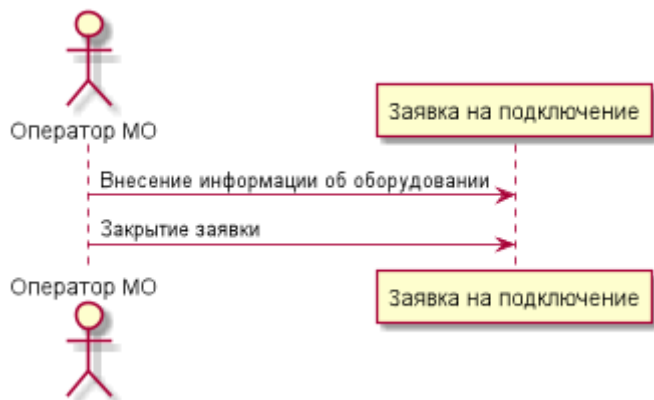 Оператор МО
Заявка на подключение
Внесение информации об оборудовании
Закрытие заявки
Оператор МО
Заявка на подключение